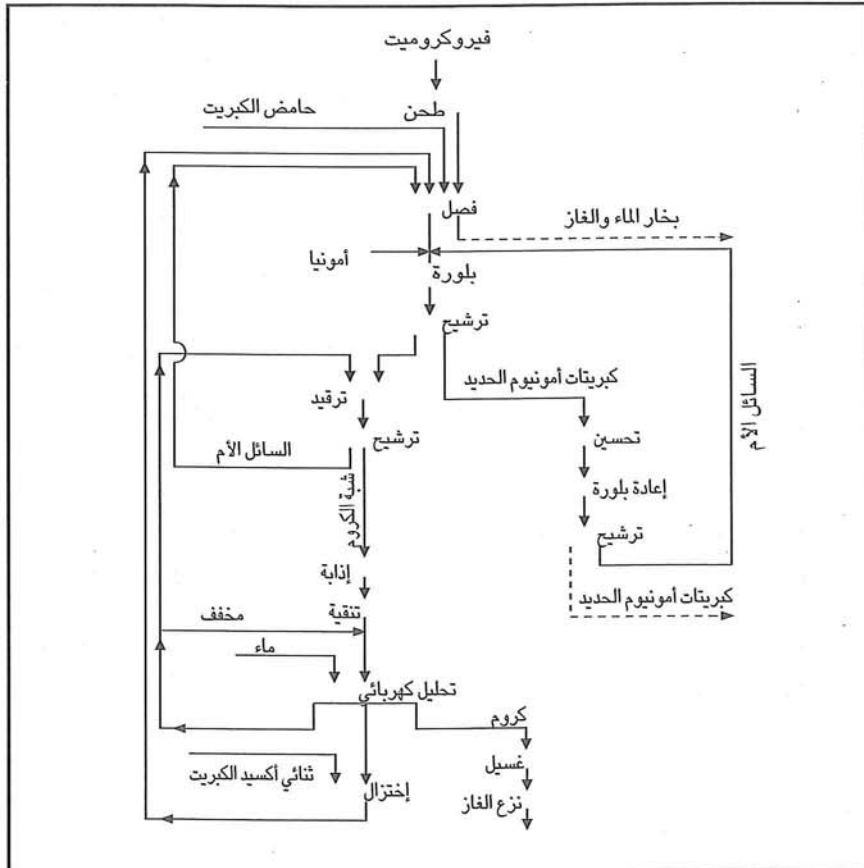 فيروكروميت
طحن
حامض الكبريت
فصل
بخار الماء والغاز
أمونيا
بلورة
ترشيح
كبريتات أمونيوم الحديد
السائل الأم
ترقيد
تحسين
ترشيح
السائل الأم
إعادة بلورة
شبة الكروم
ترشيح
إذابة
كبريتات أمونيوم الحديد
تنقية
مخفف
ماء
تحليل كهربائي
كروم
غسيل
ثنائي أكسيد الكبريت
إختزال
نزع الغاز